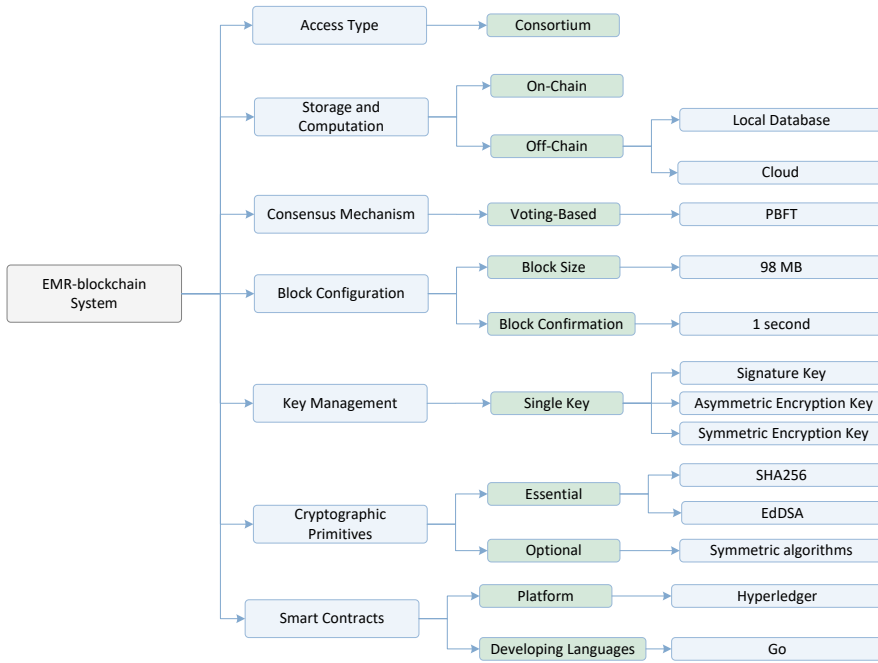 EMR-blockchain
System
Access Type
Consortium
Storage and
Computation
On-Chain
Off-Chain
Local Database
Cloud
Consensus Mechanism
Voting-Based
PBFT
Block Configuration
Block Size
98 MB
Block Confirmation
1 second
Key Management
Single Key
Signature Key
Asymmetric Encryption Key
Symmetric Encryption Key
Cryptographic
Primitives
Essential
SHA256
EdDSA
Optional
Symmetric algorithms
Smart Contracts
Platform
Hyperledger
Developing Languages
Go